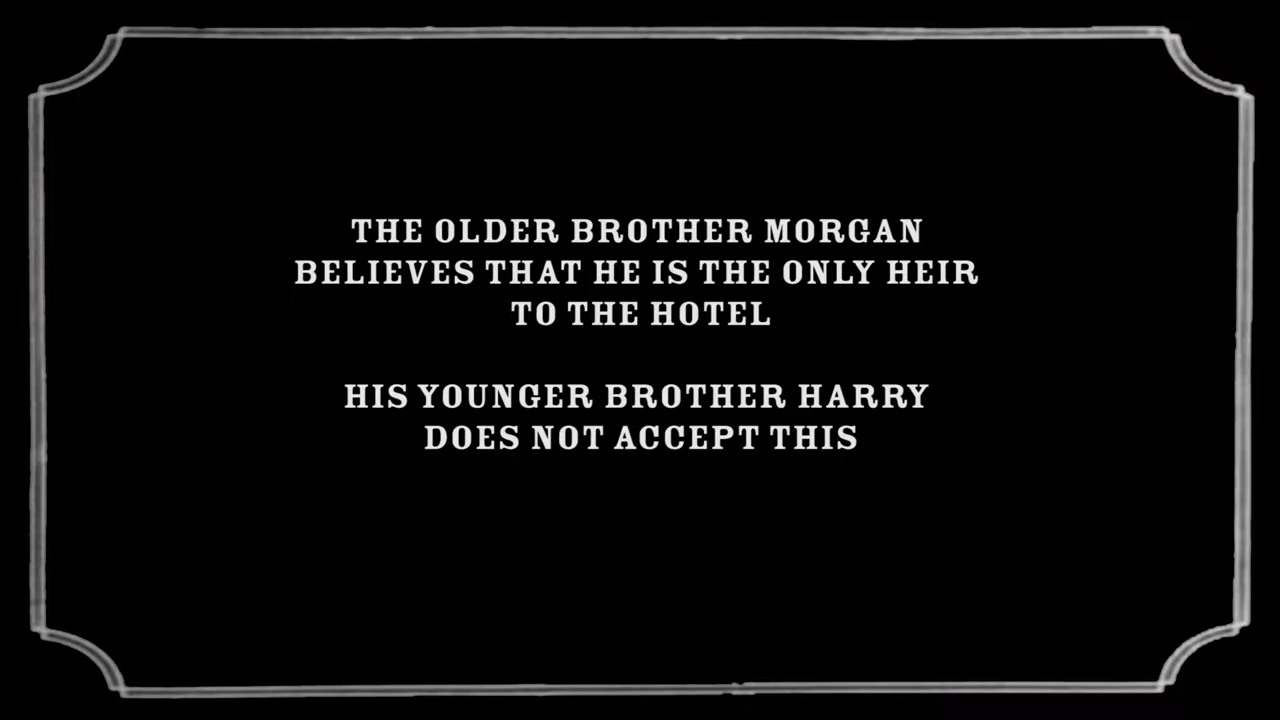 THE OLDER BROTHER MORGAN
BELIEVES THAT HE IS THE ONLY HEIR
TO THE HOTEL
HIS YOUNGER BROTHER HARRY
DOES NOT ACCEPT THIS